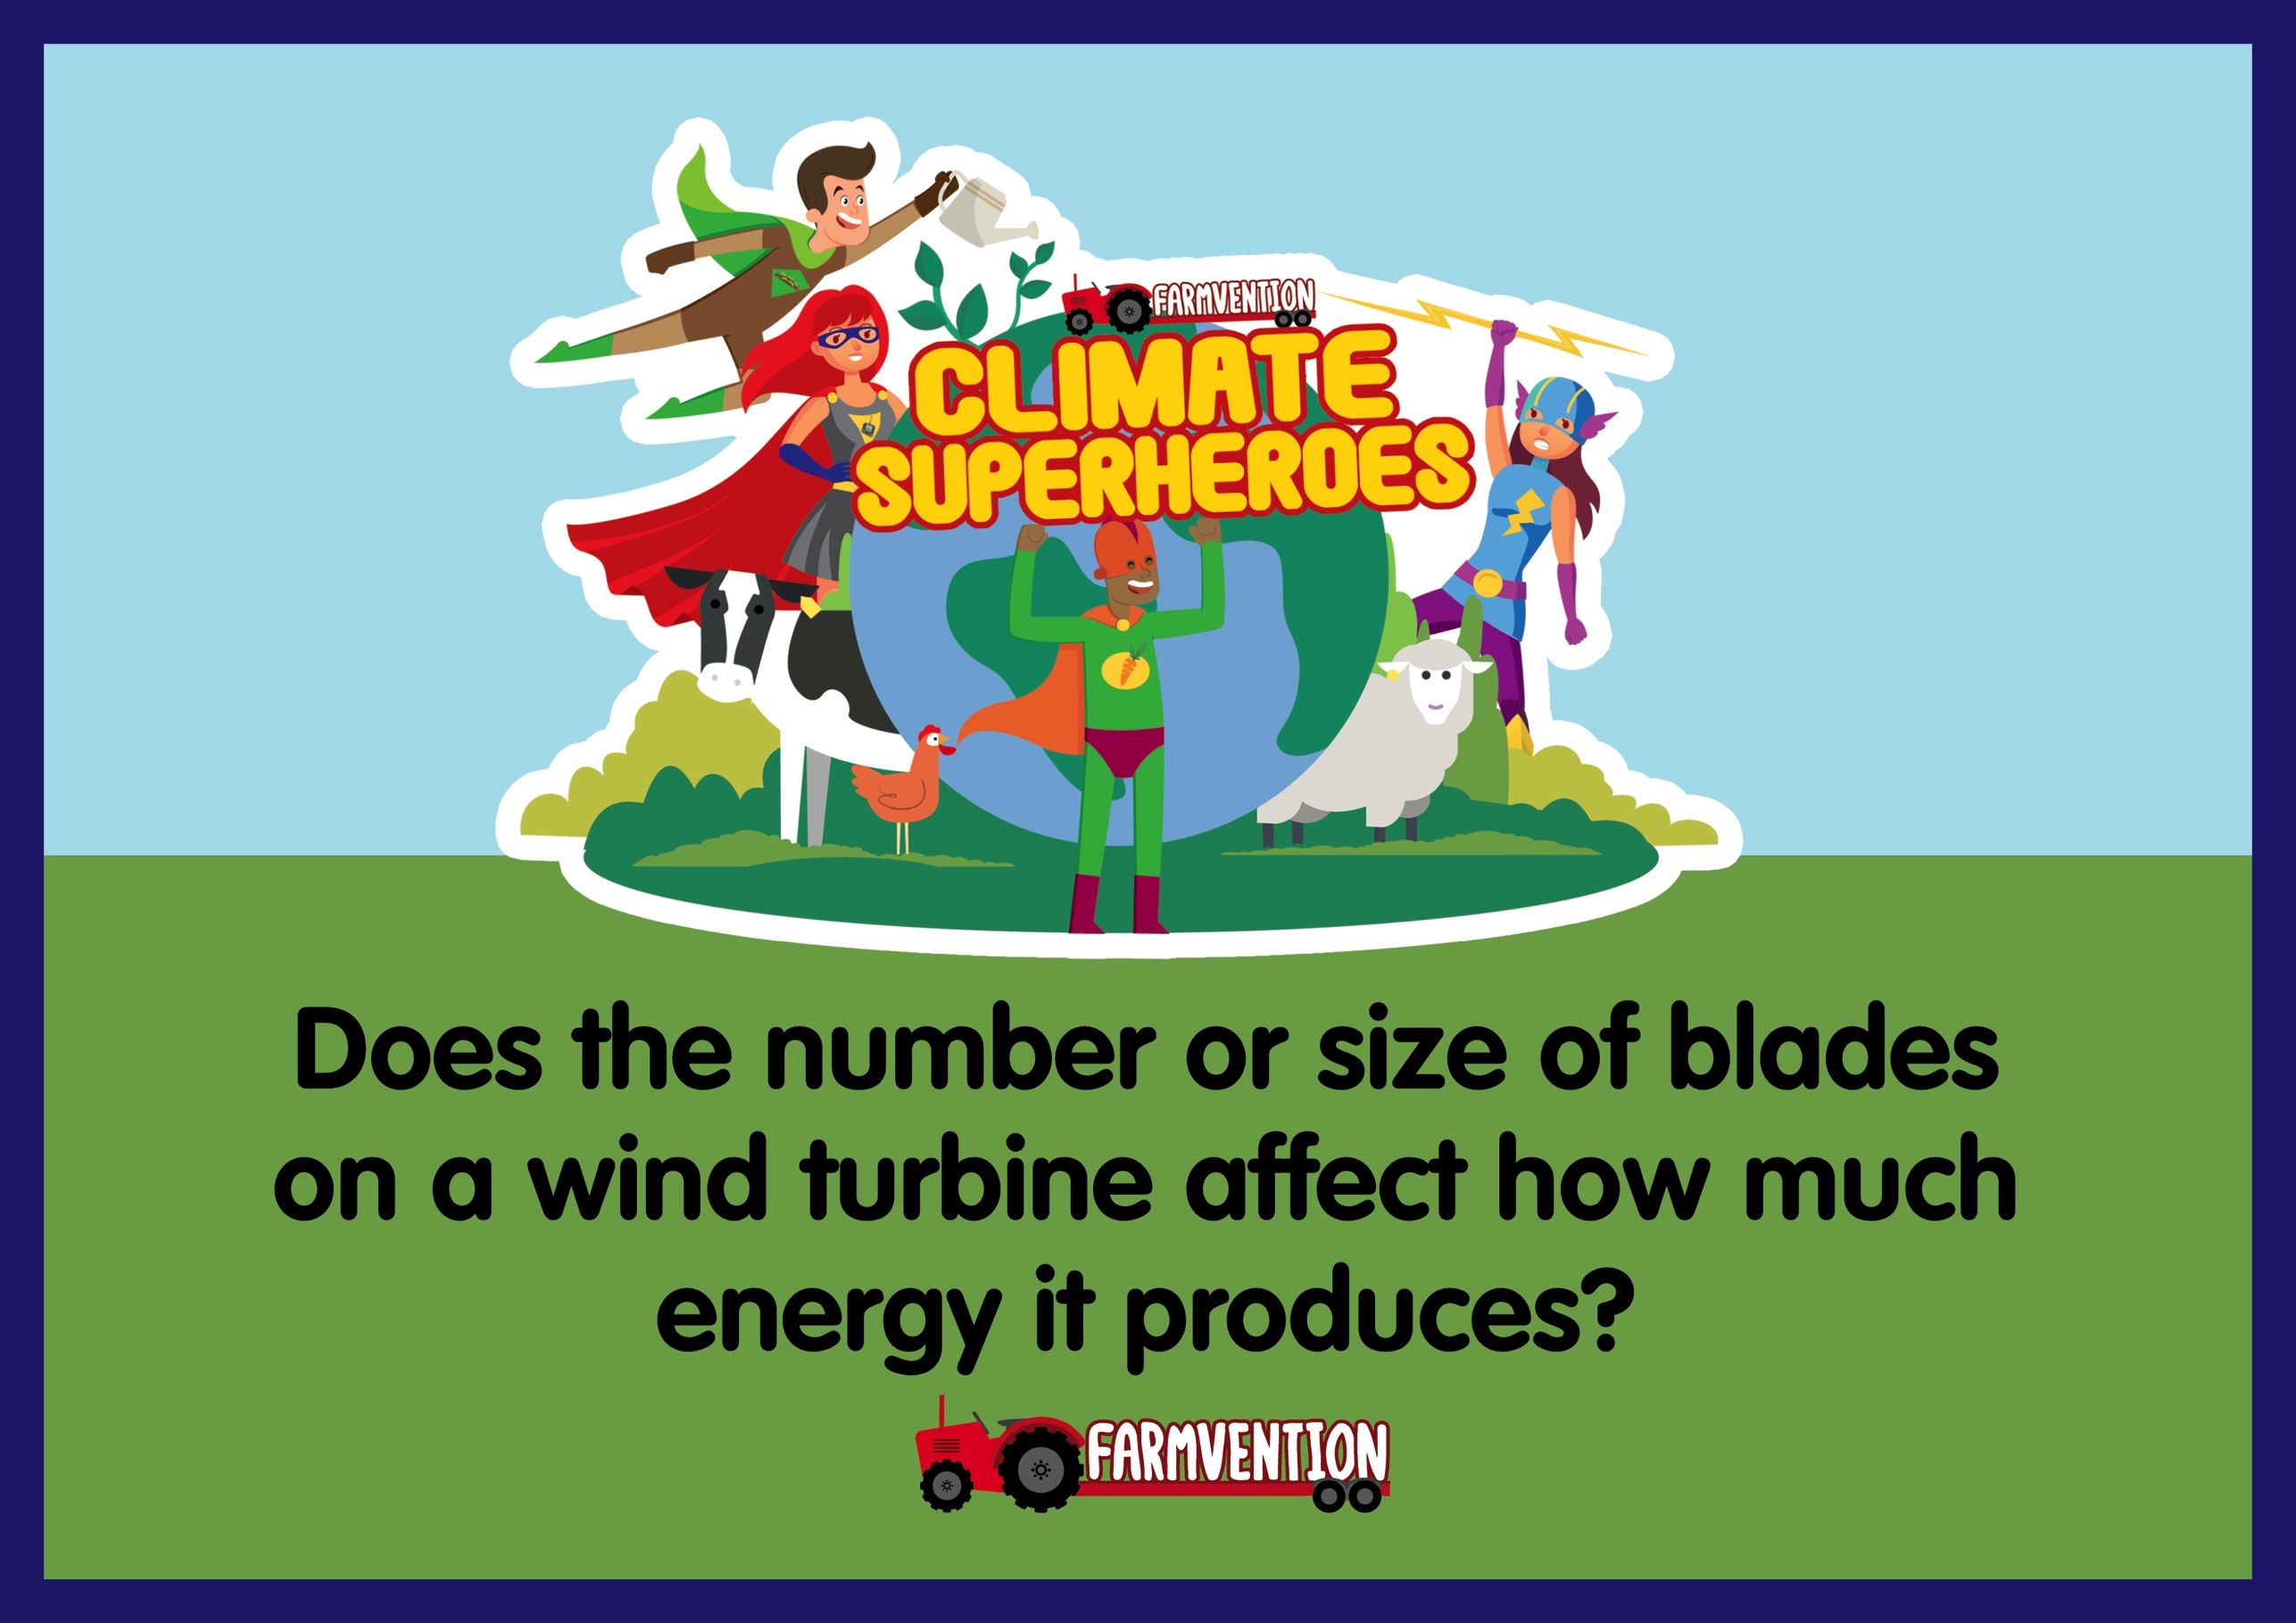 FARMVENTION
CLIMATE
SUPERHEROES
Does the number or size of blades
on a wind turbine affect how much
energy it produces?
FARMVENTION